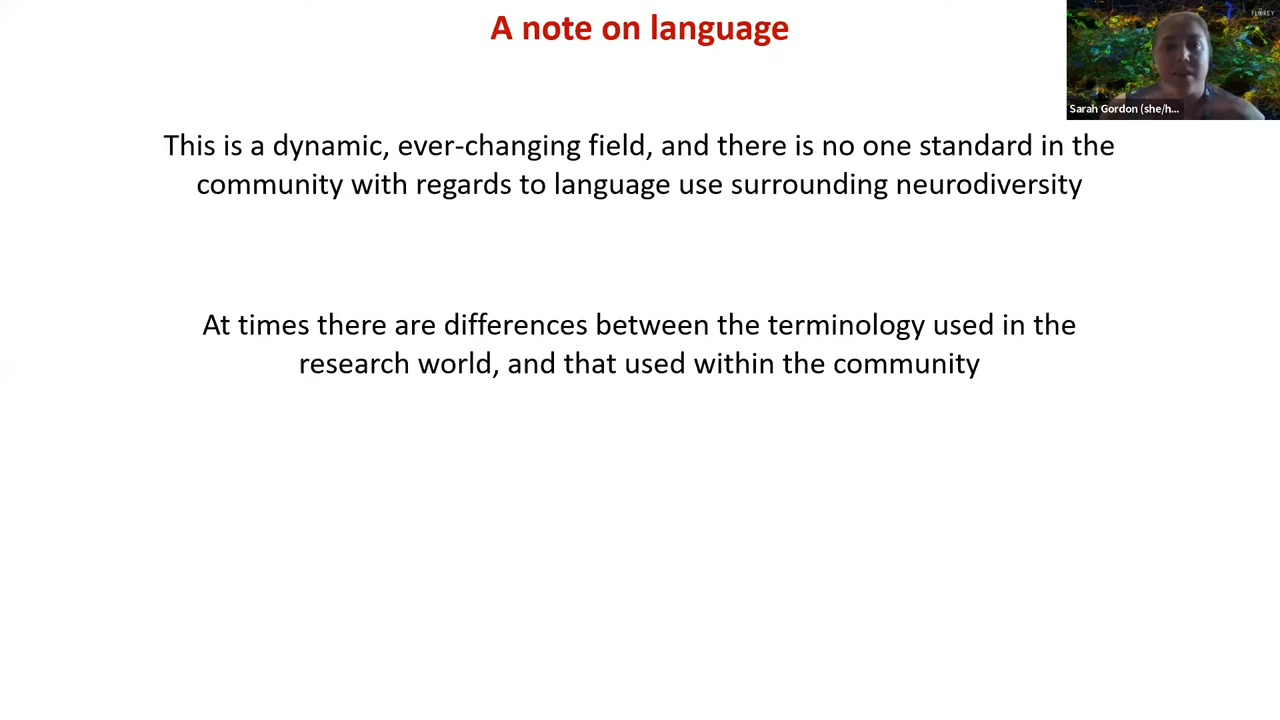 A note on language
FLOREY
Sarah Gordon (she/h...
This is a dynamic, ever-changing field, and there is no one standard in the
community with regards to language use surrounding neurodiversity
At times there are differences between the terminology used in the
research world, and that used within the community